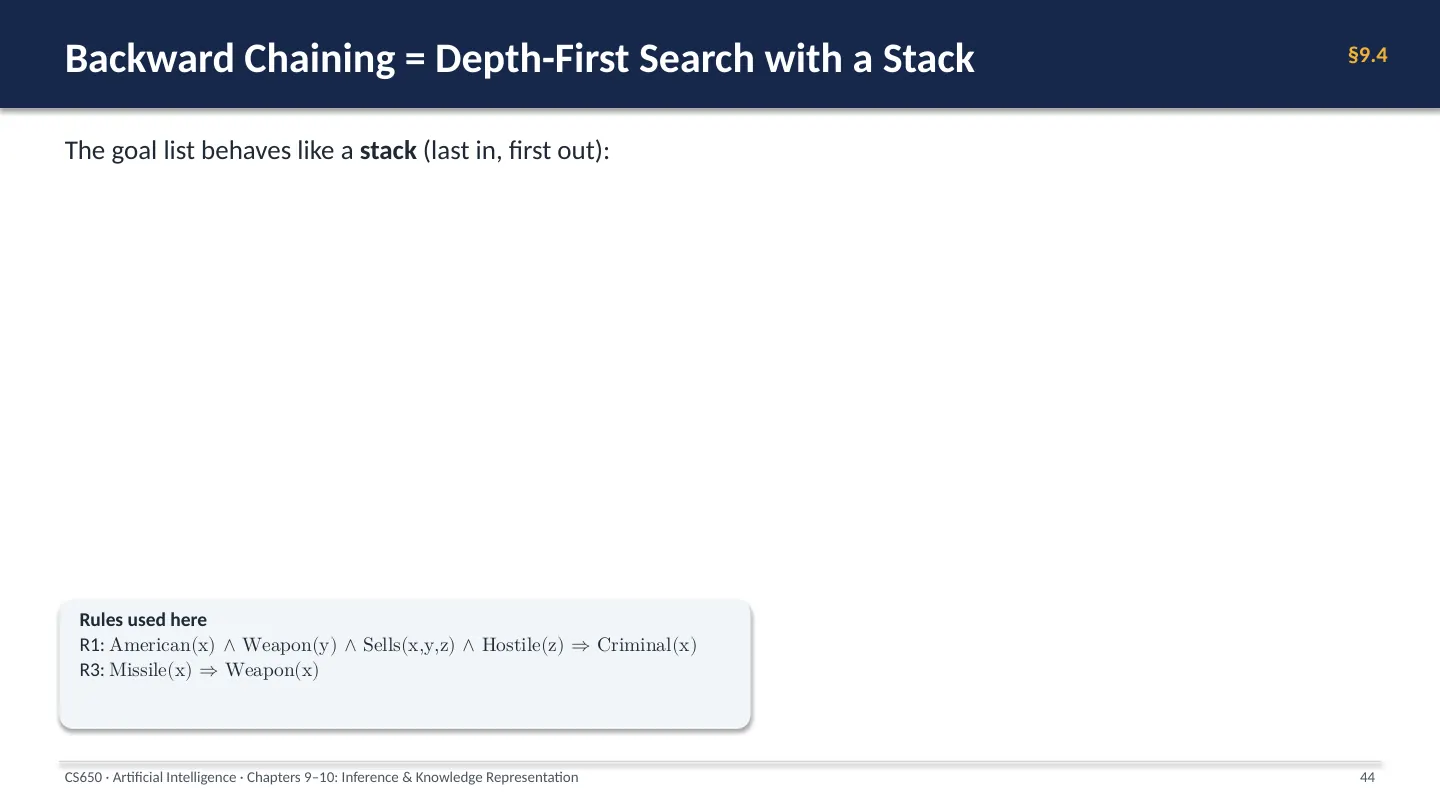 Backward Chaining = Depth-First Search with a Stack
§9.4
The goal list behaves like a stack (last in, first out):
Rules used here
R1: American(x) ∧ Weapon(y) ∧ Sells(x,y,z) ∧ Hostile(z) ⇒ Criminal(x)
R3: Missile(x) ⇒ Weapon(x)
CS650 · Artificial Intelligence · Chapters 9–10: Inference & Knowledge Representation
44